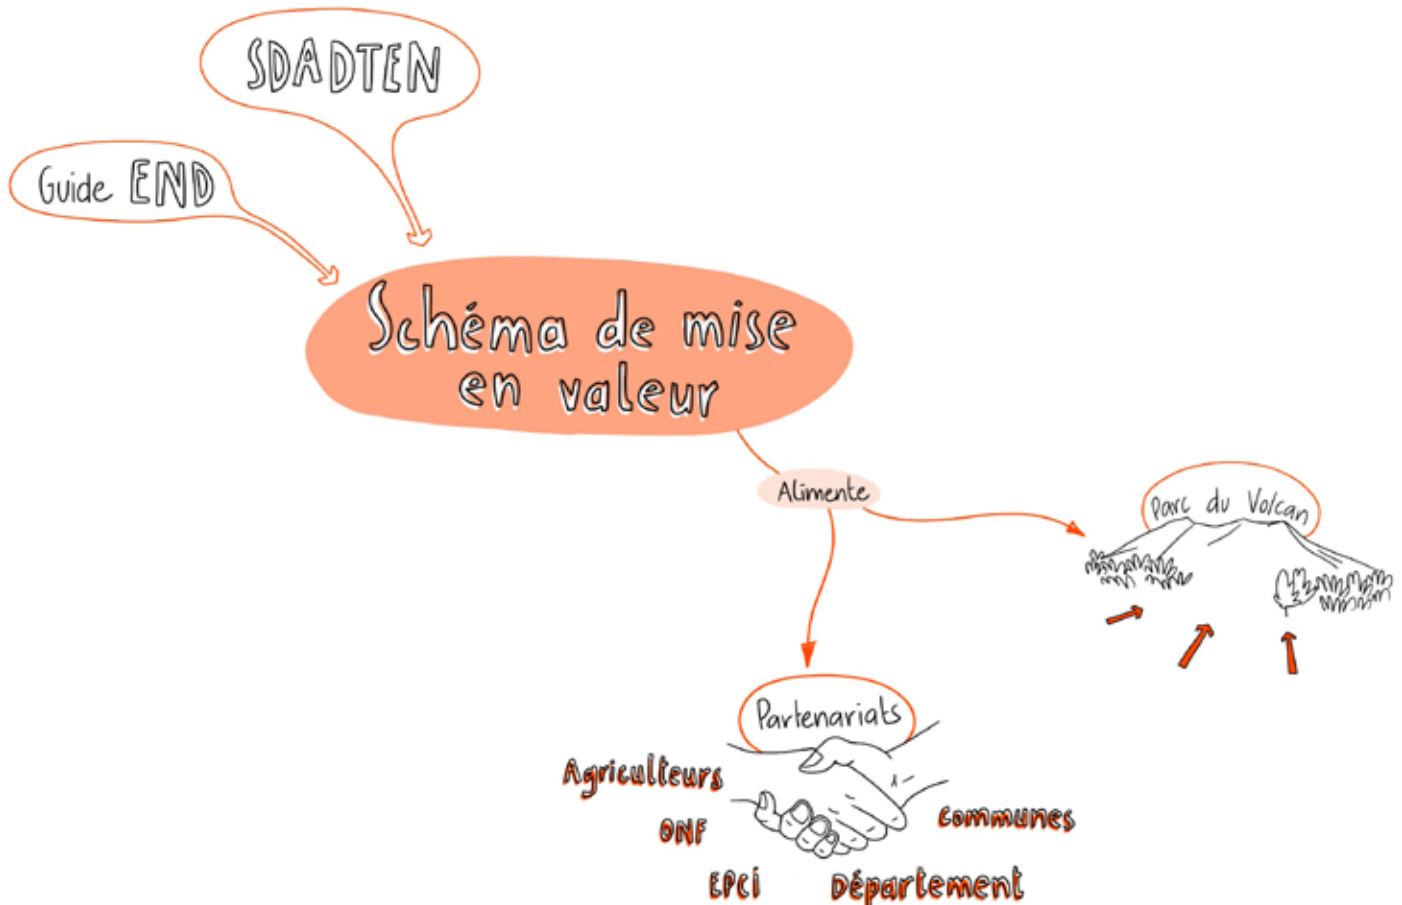 SDADTEN
Guide END
Schéma de mise
en valeur
Alimente
Parc du Volcan
Partenariats
Agriculteurs
ONF
EPCi
Département
Communes